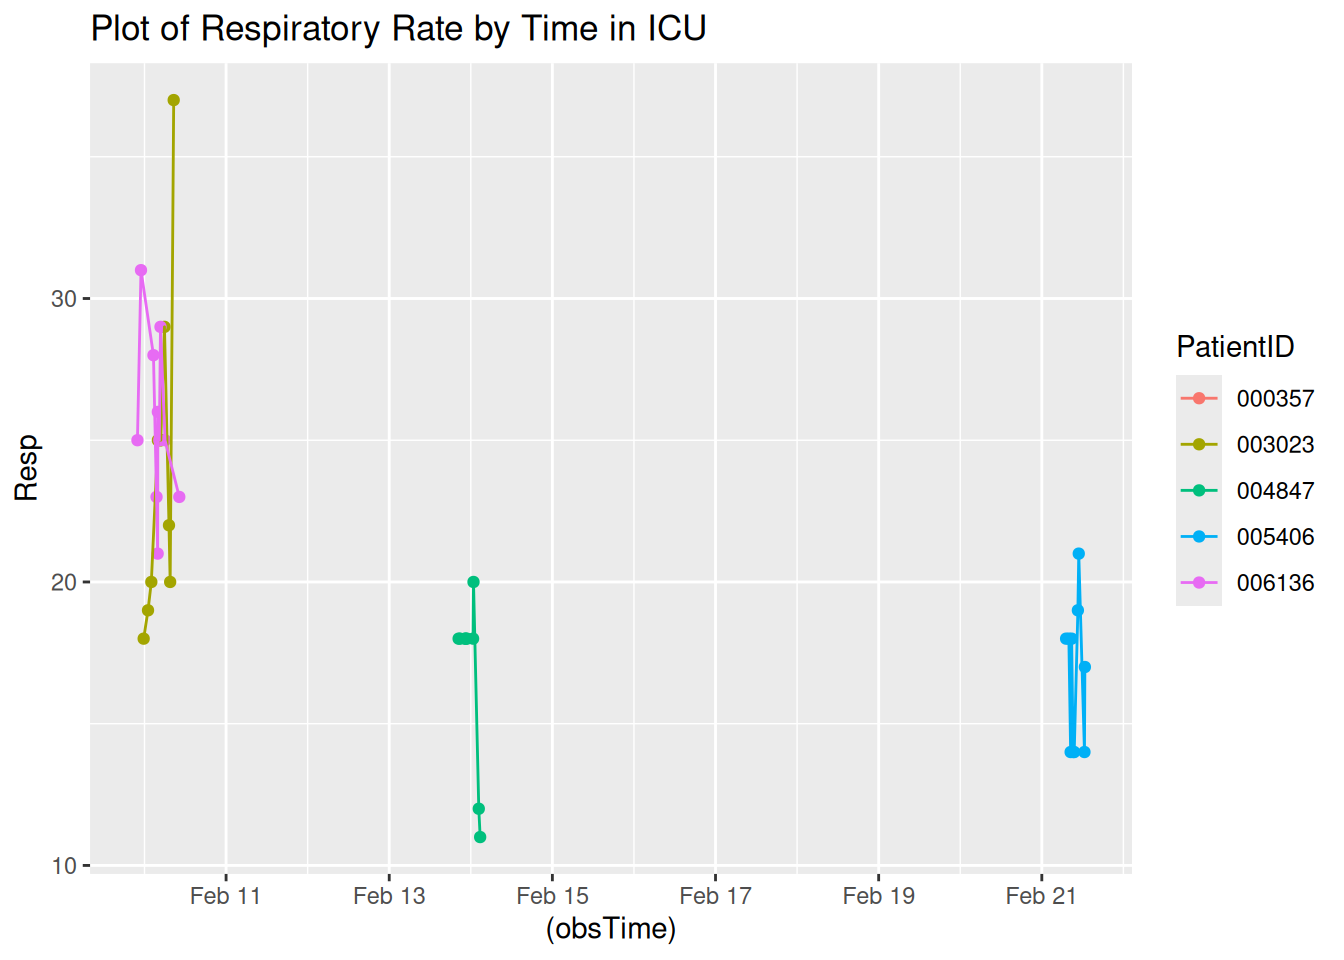 Plot of Respiratory Rate by Time in ICU
30
20
10
Resp
Feb 11
Feb 13
Feb 15
Feb 17
Feb 19
Feb 21
(obsTime)
PatientID
000357
003023
004847
005406
006136